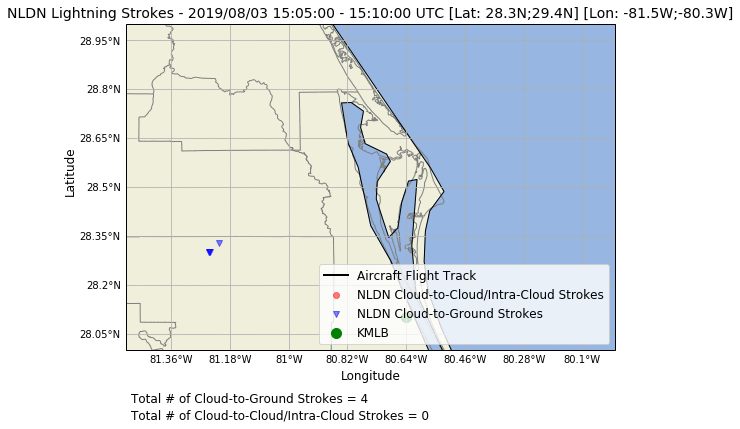 NLDN Lightning Strokes - 2019/08/03 15:05:00 - 15:10:00 UTC [Lat: 28.3N;29.4N] [Lon: -81.5W;-80.3W]
28.95°N
28.8°N
28.65°N
28.5°N
28.35°N
28.2°N
28.05°N
Latitude
Aircraft Flight Track
NLDN Cloud-to-Cloud/Intra-Cloud Strokes
NLDN Cloud-to-Ground Strokes
KMLB
81.36°W 81.18°W 81°W 80.82°W 80.64°W 80.46°W 80.28°W 80.1°W
Longitude
Total # of Cloud-to-Ground Strokes = 4
Total # of Cloud-to-Cloud/Intra-Cloud Strokes = 0